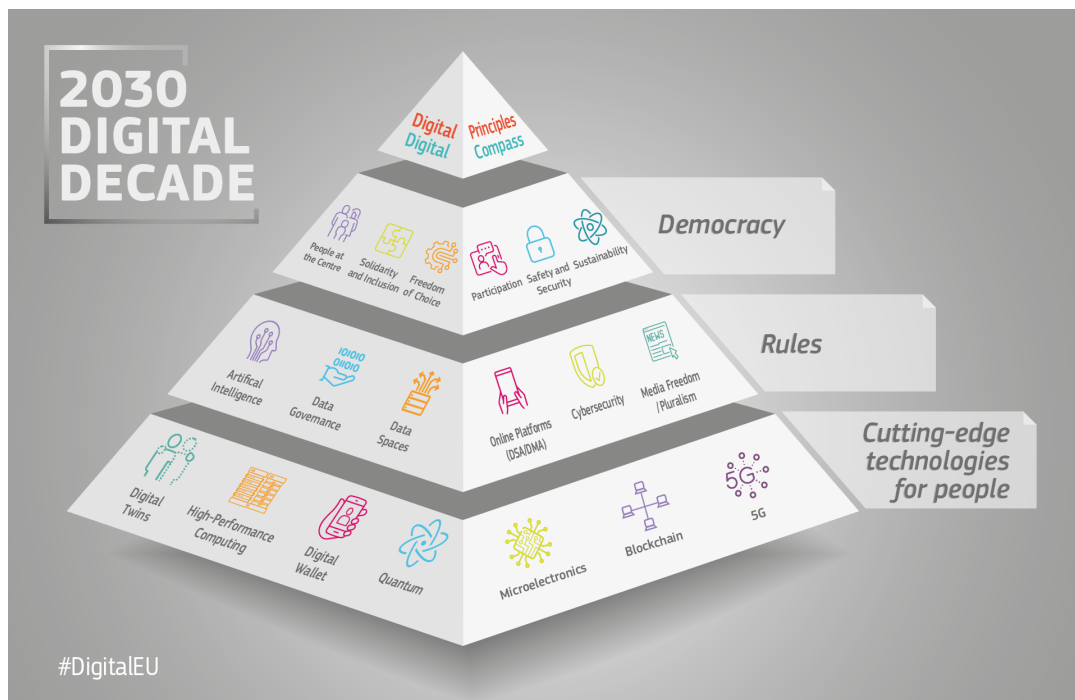 2030
DIGITAL
DECADE
Digital Principles
Digital Compass
People at
the Centre
Solidarity
and Inclusion
Freedom
of Choice
Participation
Safety and
Security
Sustainability
Democracy
Artifical
Intelligence
010110
011010
Data
Governance
Data
Spaces
Online Platforms
(DSA/DMA)
Cybersecurity
NEWS
Media Freedom
/Pluralism
Rules
Digital
Twins
High-Performance
Computing
Digital
Wallet
Quantum
Microelectronics
Blockchain
5G
5G
Cutting-edge
technologies
for people
#DigitalEU